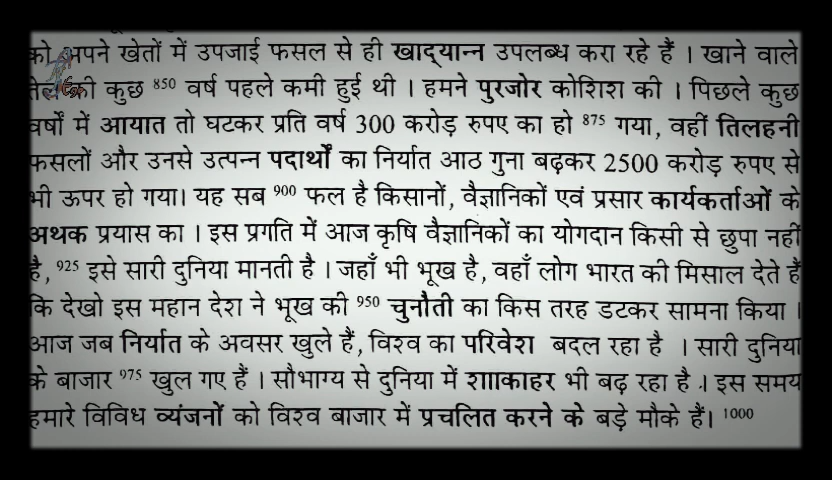 को अपने खेतों में उपजाई फसल से ही खाद्यान्न उपलब्ध करा रहे हैं । खाने वाले
तेल की कुछ 850 वर्ष पहले कमी हुई थी । हमने पुरजोर कोशिश की । पिछले कुछ
वर्षों में आयात तो घटकर प्रति वर्ष 300 करोड़ रुपए का हो 875 गया, वहीं तिलहनी
फसलों और उनसे उत्पन्न पदार्थों का निर्यात आठ गुना बढ़कर 2500 करोड़ रुपए से
भी ऊपर हो गया। यह सब 900 फल है किसानों, वैज्ञानिकों एवं प्रसार कार्यकर्ताओं के
अथक प्रयास का । इस प्रगति में आज कृषि वैज्ञानिकों का योगदान किसी से छुपा नहीं
है, 925 इसे सारी दुनिया मानती है । जहाँ भी भूख है, वहाँ लोग भारत की मिसाल देते हैं
कि देखो इस महान देश ने भूख की 950 चुनौती का किस तरह डटकर सामना किया ।
आज जब निर्यात के अवसर खुले हैं, विश्व का परिवेश बदल रहा है । सारी दुनिया
के बाजार 975 खुल गए हैं । सौभाग्य से दुनिया में शााकाहर भी बढ़ रहा है । इस समय
हमारे विविध व्यंजनों को विश्व बाजार में प्रचलित करने के बड़े मौके हैं। 1000